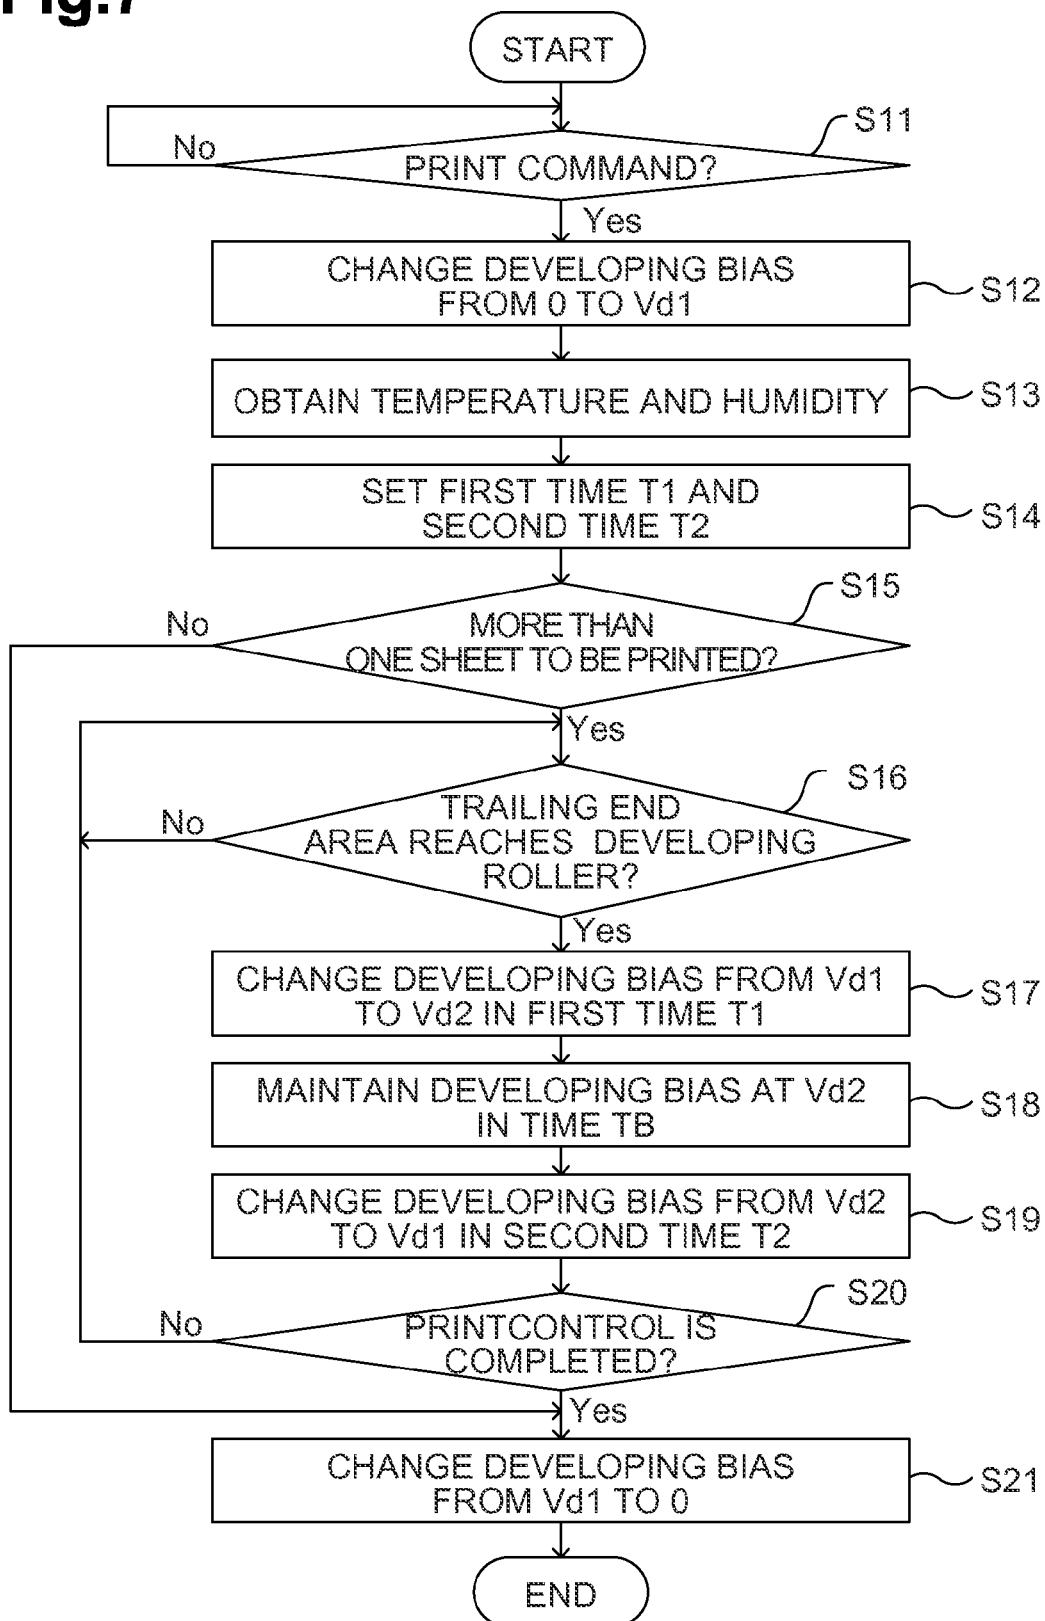 Fig.7
START
S11
No
PRINT COMMAND?
Yes
CHANGE DEVELOPING BIAS
FROM 0 TO Vd1
S12
OBTAIN TEMPERATURE AND HUMIDITY
S13
SET FIRST TIME T1 AND
SECOND TIME T2
S14
S15
No
MORE THAN
ONE SHEET TO BE PRINTED?
Yes
S16
No
TRAILING END
AREA REACHES DEVELOPING
ROLLER?
Yes
CHANGE DEVELOPING BIAS FROM Vd1
TO Vd2 IN FIRST TIME T1
S17
MAINTAIN DEVELOPING BIAS AT Vd2
IN TIME TB
S18
CHANGE DEVELOPING BIAS FROM Vd2
TO Vd1 IN SECOND TIME T2
S19
S20
No
PRINTCONTROL IS
COMPLETED?
Yes
CHANGE DEVELOPING BIAS
FROM Vd1 TO 0
S21
END